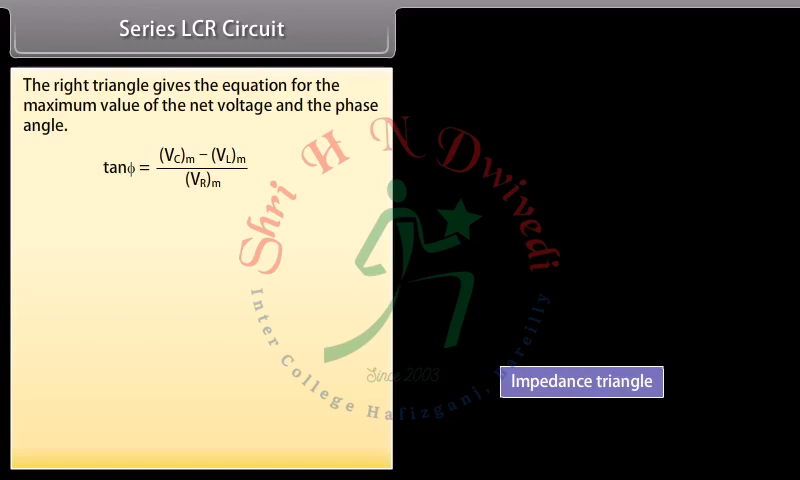 Series LCR Circuit
The right triangle gives the equation for the
maximum value of the net voltage and the phase
angle.
tanϕ = (V_C)_m − (V_L)_m / (V_R)_m
Shri H N Dwivedi
Since 2003
Inter College Hafizganj, Bareilly
Impedance triangle